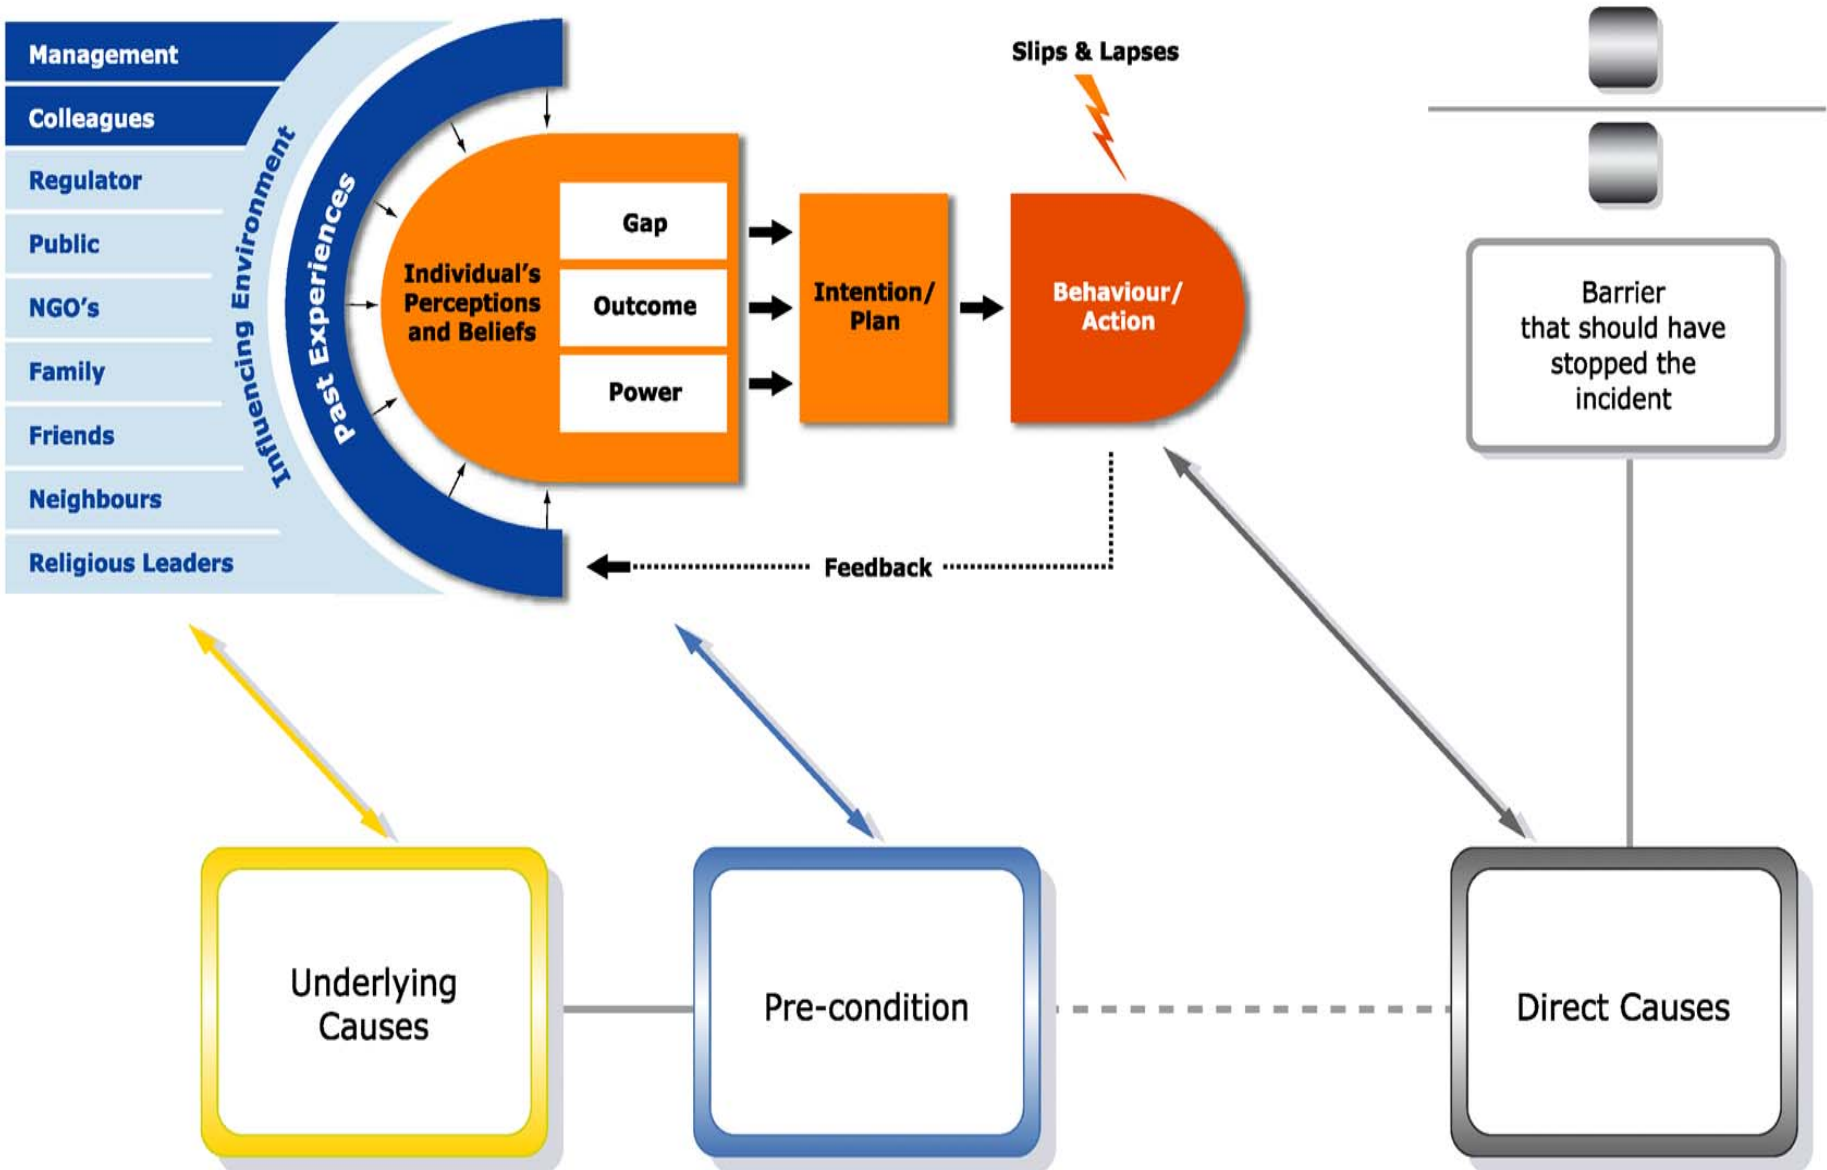 Management
Colleagues
Regulator
Public
NGO's
Family
Friends
Neighbours
Religious Leaders
Influencing Environment
Past Experiences
Individual's
Perceptions
and Beliefs
Gap
Outcome
Power
Intention/
Plan
Slips & Lapses
Behaviour/
Action
Feedback
Barrier
that should have
stopped the
incident
Underlying
Causes
Pre-condition
Direct Causes